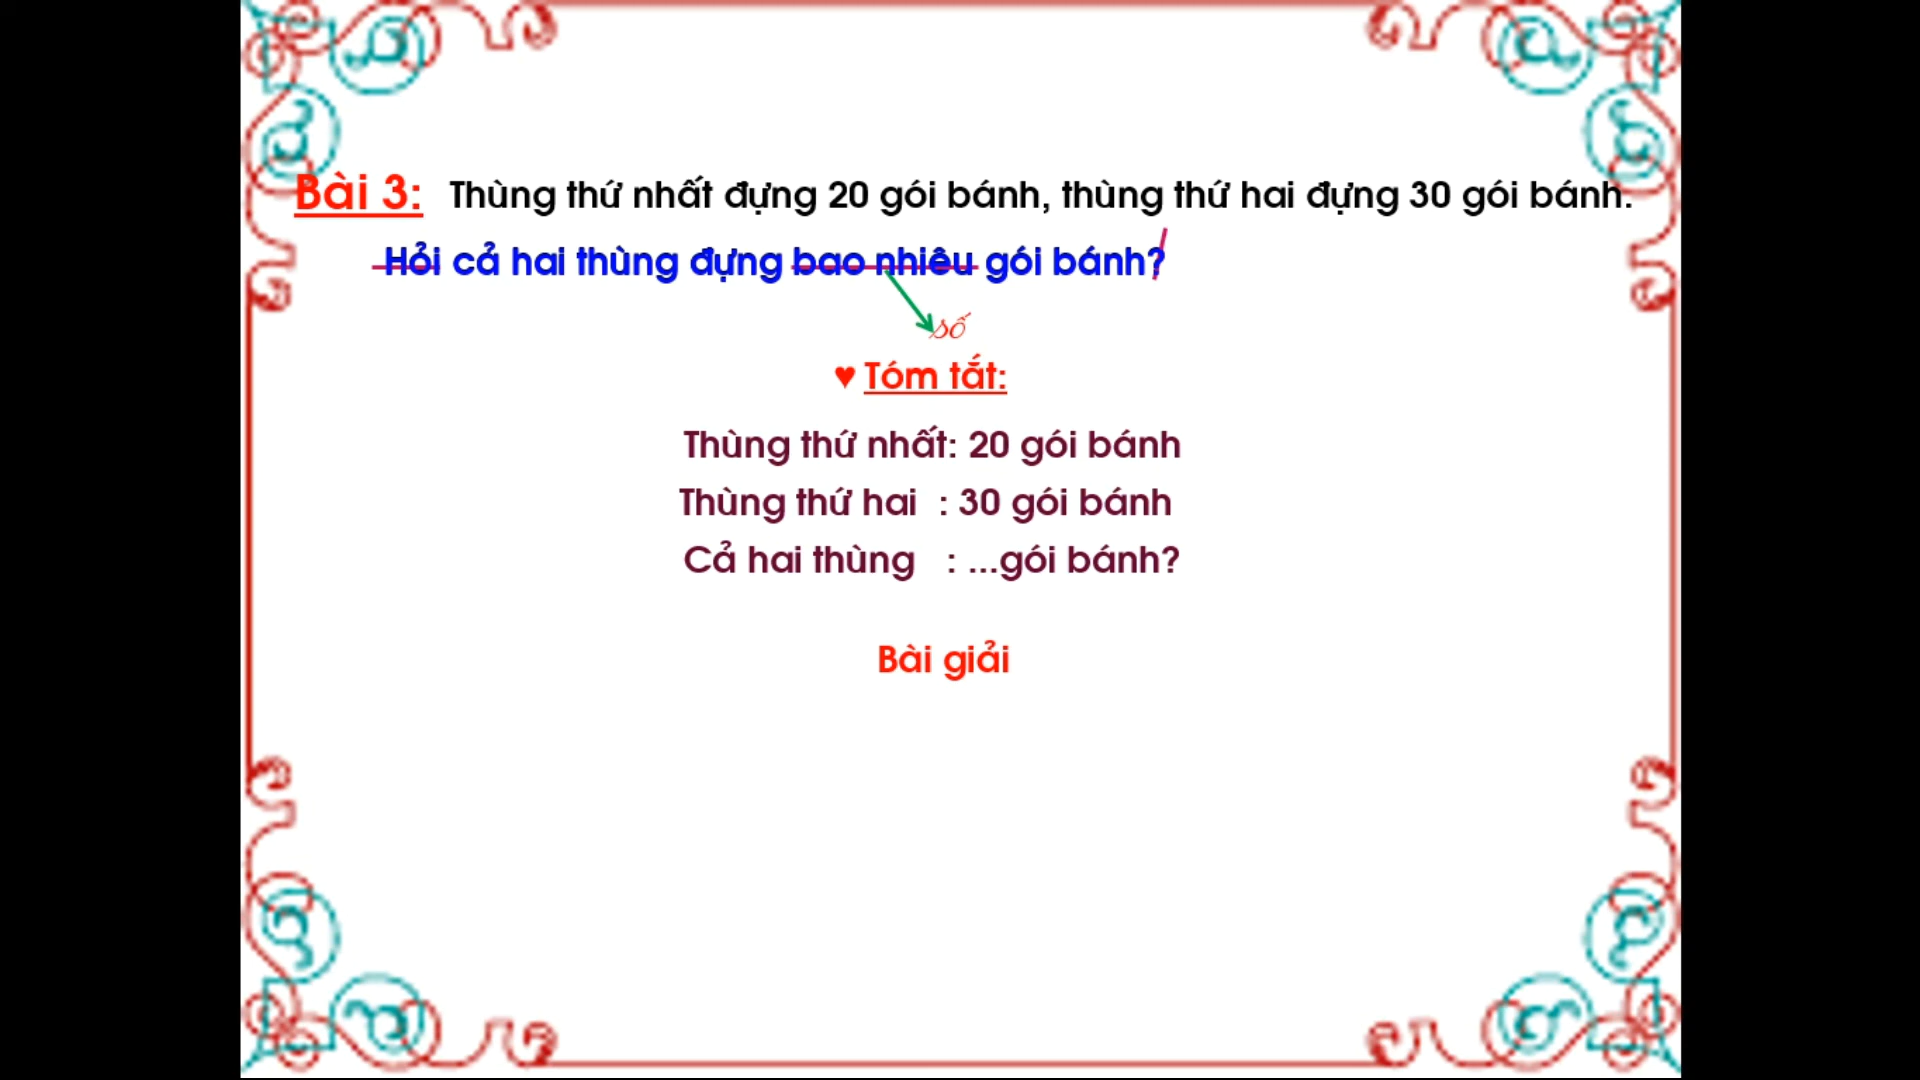 Bài 3: Thùng thứ nhất đựng 20 gói bánh, thùng thứ hai đựng 30 gói bánh.
Hỏi cả hai thùng đựng bao nhiêu gói bánh?
số
♥ Tóm tắt:
Thùng thứ nhất: 20 gói bánh
Thùng thứ hai : 30 gói bánh
Cả hai thùng : ...gói bánh?
Bài giải